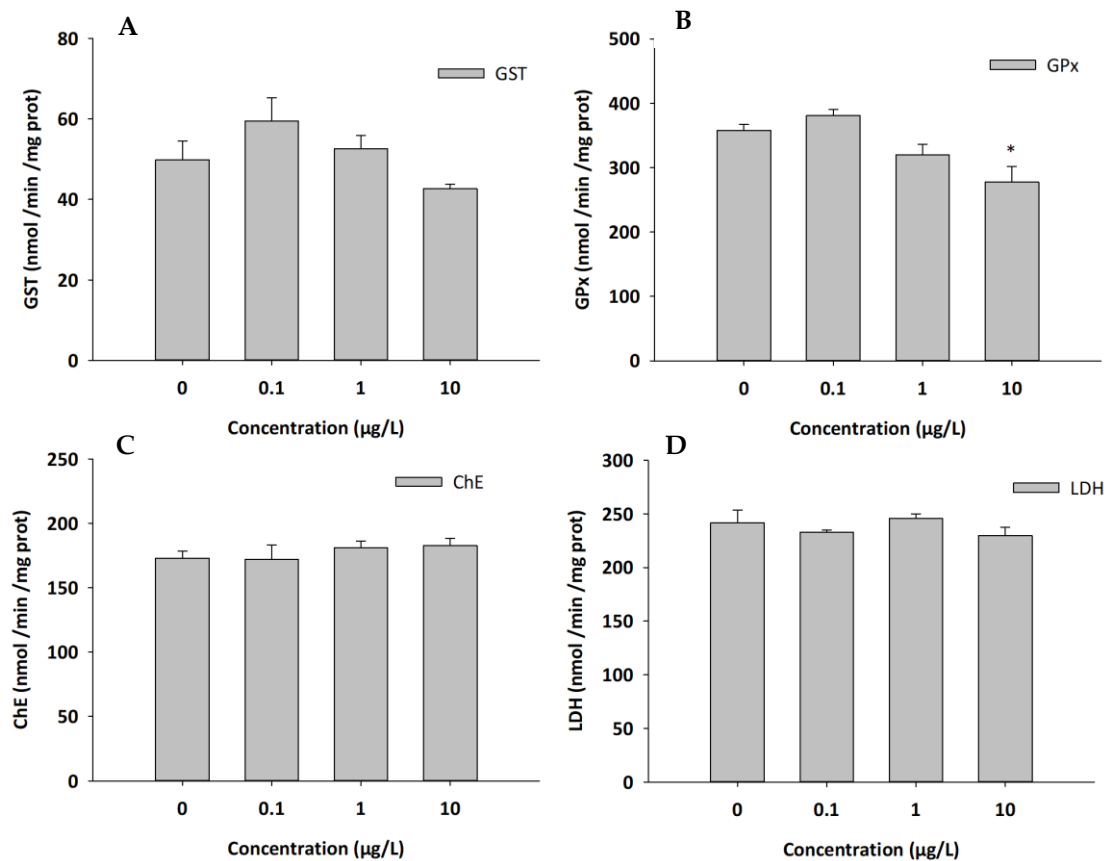 A
GST
GST (nmol /min /mg prot)
80
60
40
20
0
0 0.1 1 10
Concentration (µg/L)
B
GPx
GPx (nmol /min /mg prot)
500
400
300
200
100
0
*
0 0.1 1 10
Concentration (µg/L)
C
ChE
ChE (nmol /min /mg prot)
250
200
150
100
50
0
0 0.1 1 10
Concentration (µg/L)
D
LDH
LDH (nmol /min /mg prot)
300
250
200
150
100
50
0
0 0.1 1 10
Concentration (µg/L)